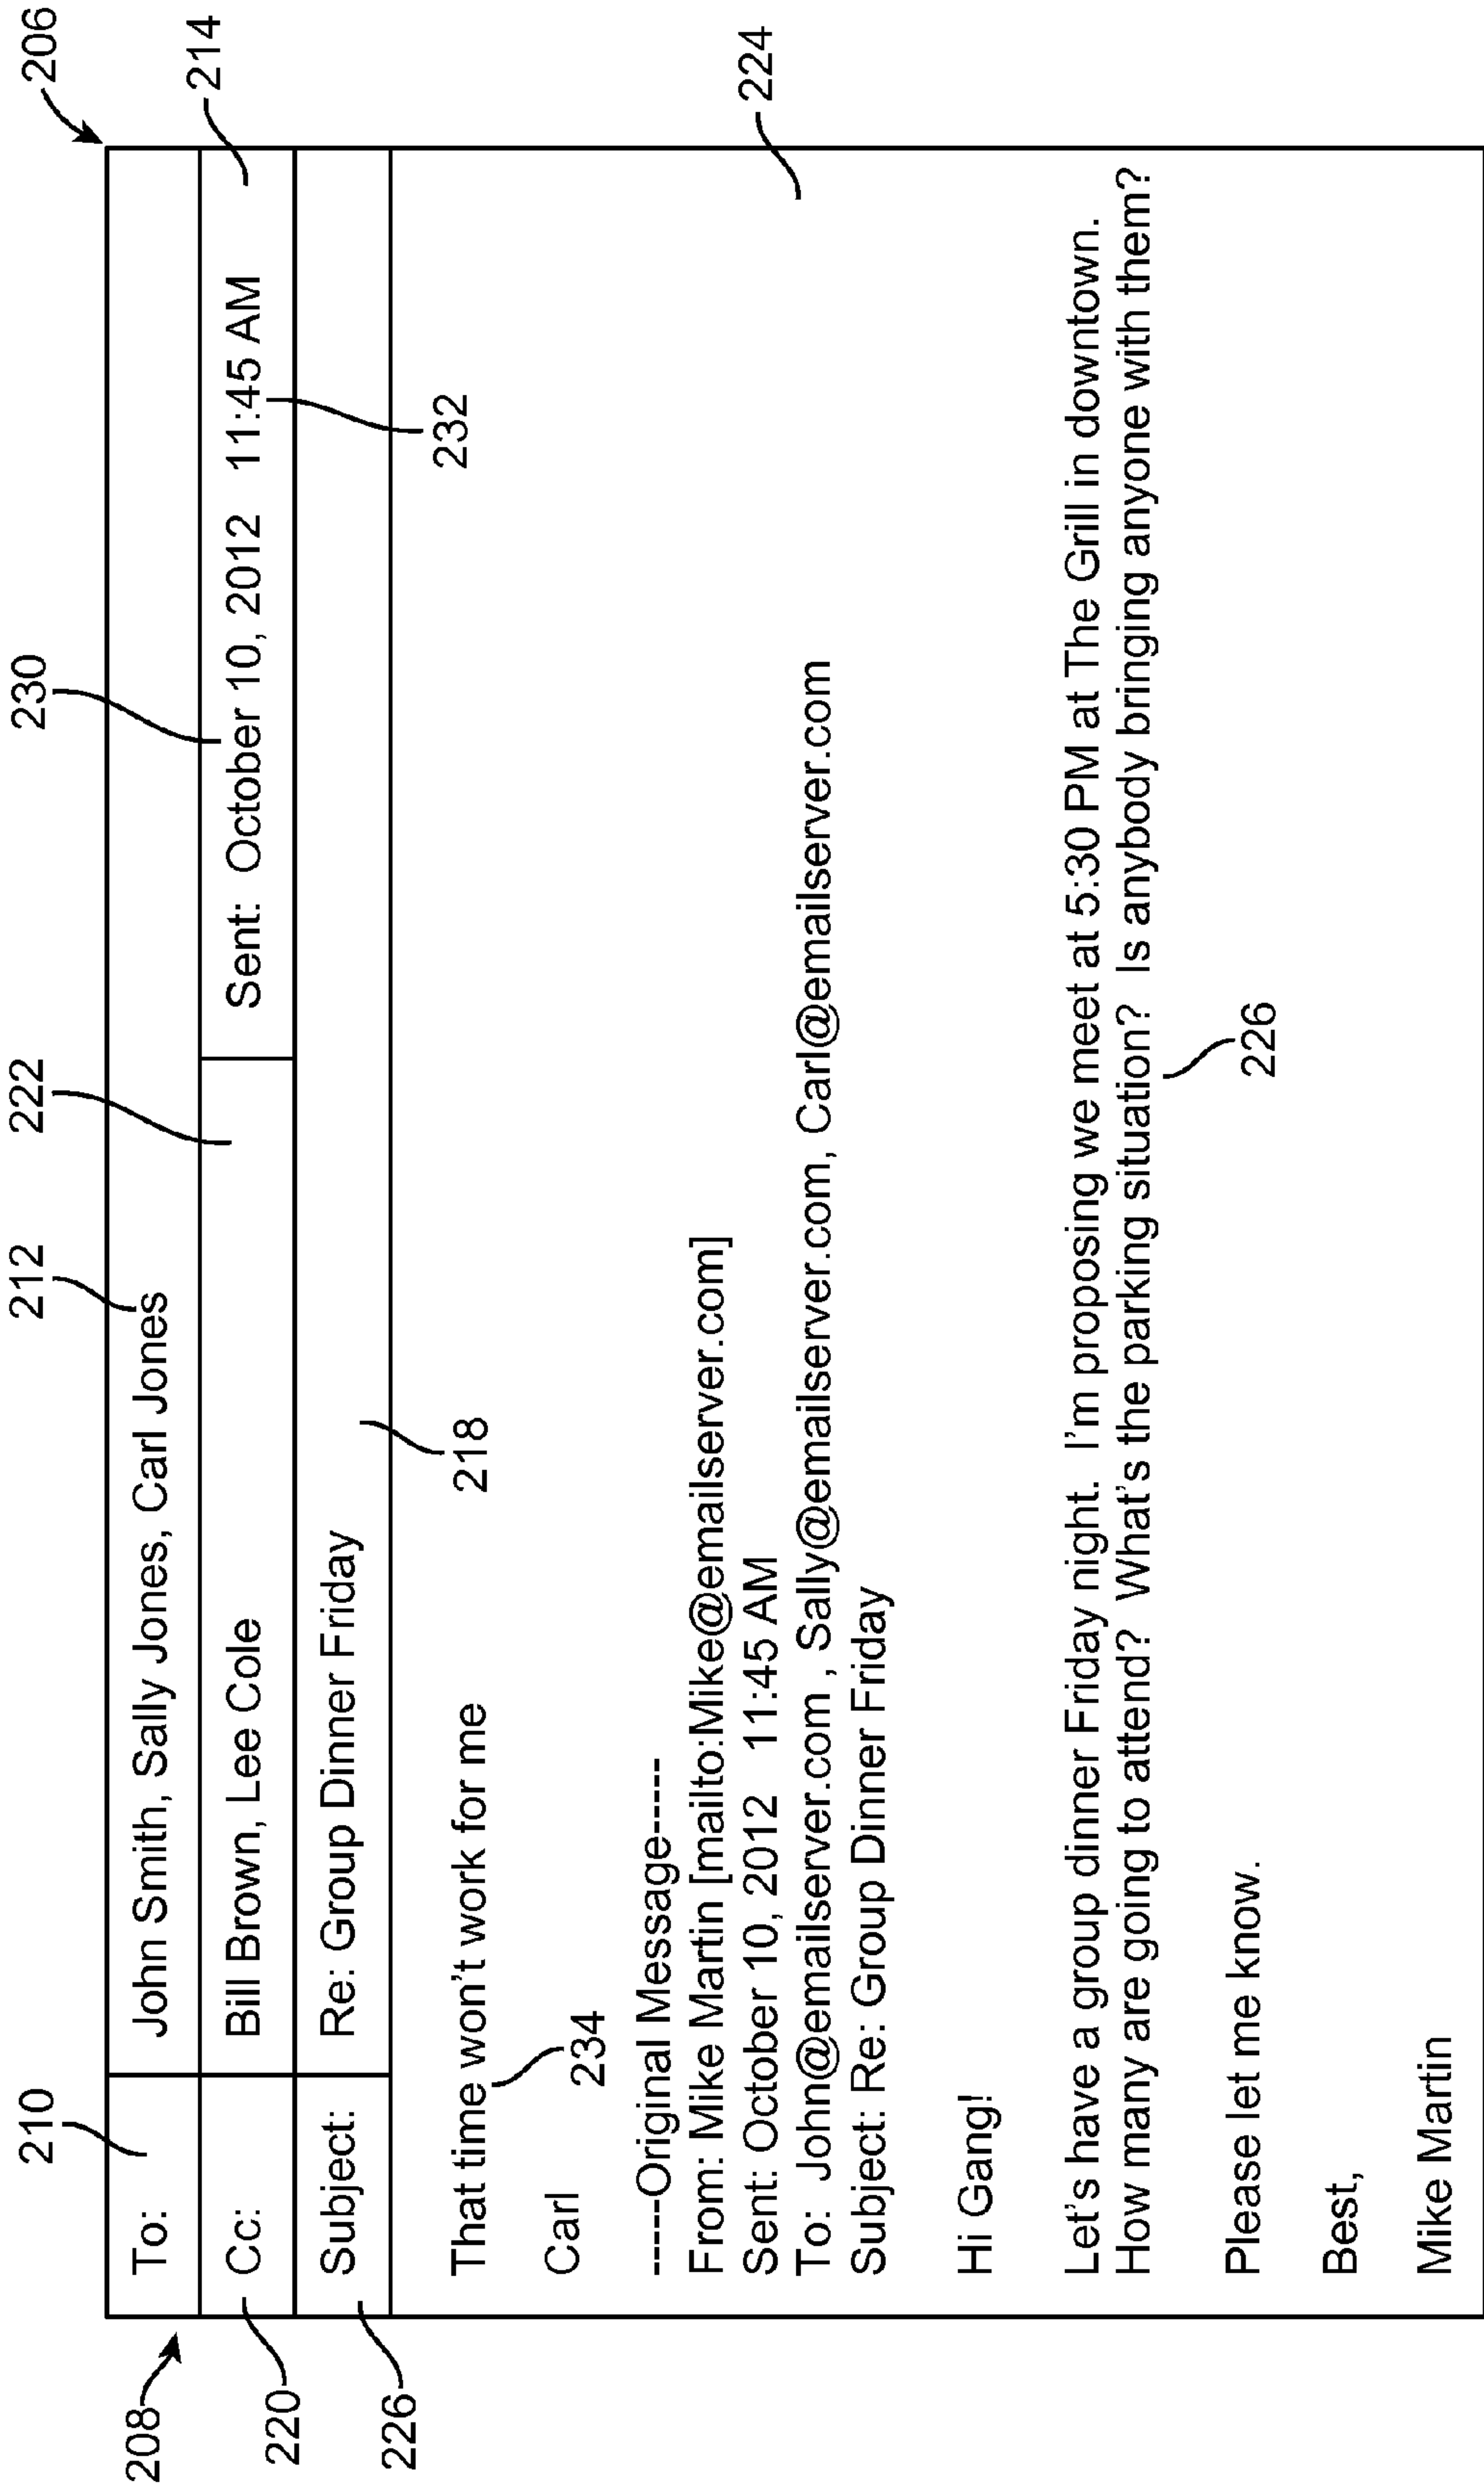 206
230
222
212
210
208
To: John Smith, Sally Jones, Carl Jones
Cc: Bill Brown, Lee Cole Sent: October 10, 2012 11:45 AM
214
220
Subject: Re: Group Dinner Friday
226
218
232
That time won't work for me
234
Carl
------Original Message------
From: Mike Martin [mailto:Mike@emailserver.com]
Sent: October 10, 2012 11:45 AM
224
To: John@emailserver.com , Sally@emailserver.com, Carl@emailserver.com
Subject: Re: Group Dinner Friday
Hi Gang!
Let's have a group dinner Friday night. I'm proposing we meet at 5:30 PM at The Grill in downtown.
How many are going to attend? What's the parking situation? Is anybody bringing anyone with them?
226
Please let me know.
Best,
Mike Martin